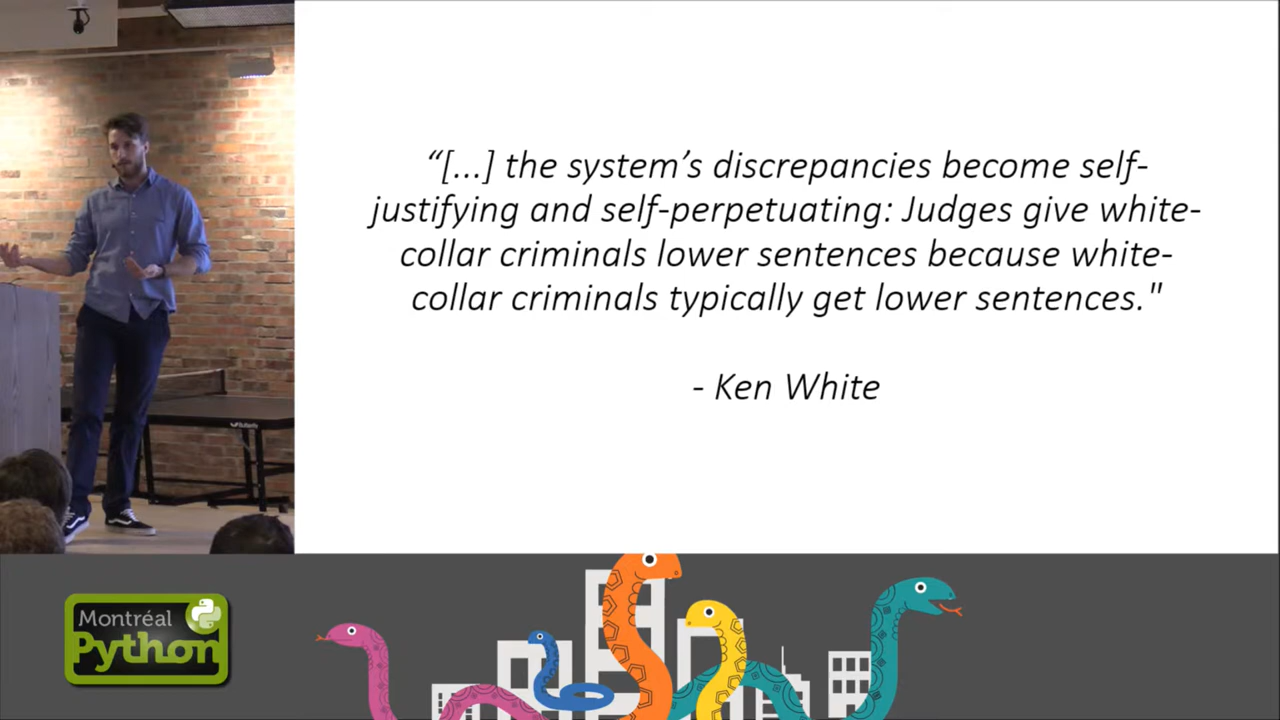 “[...] the system’s discrepancies become self-
justifying and self-perpetuating: Judges give white-
collar criminals lower sentences because white-
collar criminals typically get lower sentences."
- Ken White
Butterfly
Montréal
Python